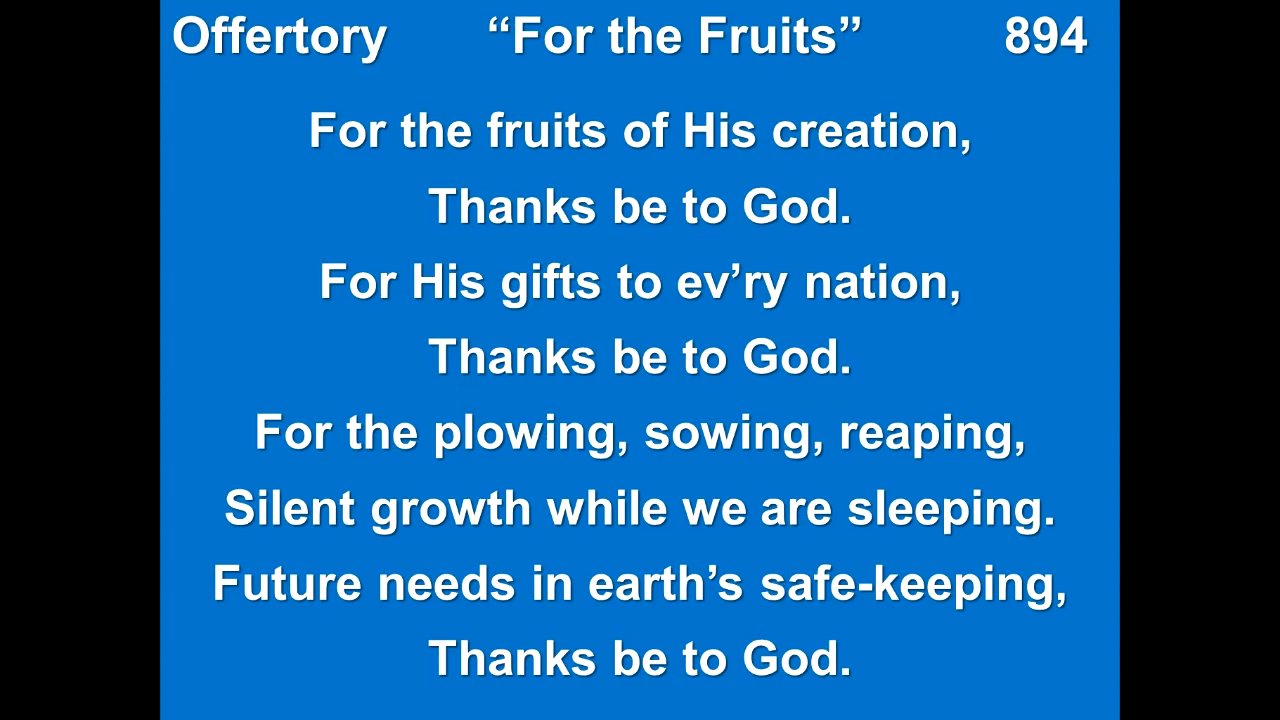 Offertory “For the Fruits” 894
For the fruits of His creation,
Thanks be to God.
For His gifts to ev’ry nation,
Thanks be to God.
For the plowing, sowing, reaping,
Silent growth while we are sleeping.
Future needs in earth’s safe-keeping,
Thanks be to God.